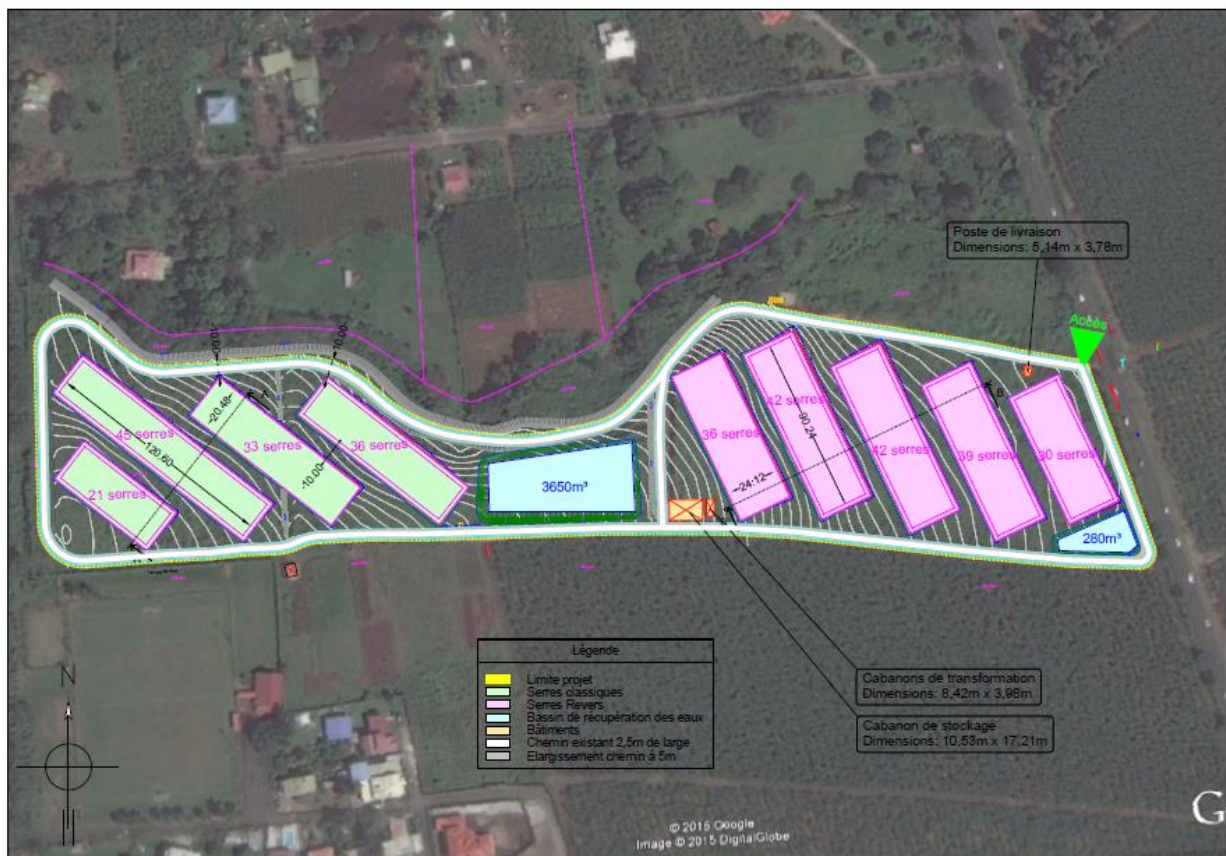 Poste de livraison
Dimensions: 5,14m x 3,78m
Accès
10.00
10.00
A
20.48
45 serres
33 serres
36 serres
120.60
10.00
21 serres
3650m³
36 serres
42 serres
90.24
42 serres
39 serres
30 serres
B
24.12
280m³
Légende
Limite projet
Serres classiques
Serres Revers
Bassin de récupération des eaux
Bâtiments
Chemin existant 2,5m de large
Elargissement chemin à 5m
Cabanons de transformation
Dimensions: 8,42m x 3,98m
Cabanon de stockage
Dimensions: 10,53m x 17,21m
N
G
© 2015 Google
Image © 2015 DigitalGlobe